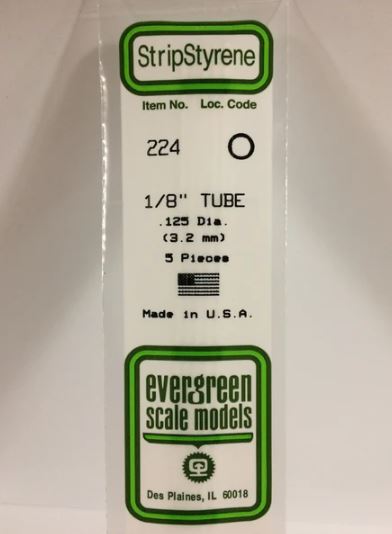 StripStyrene
Item No. Loc. Code
224 O
1/8" TUBE
.125 Dia.
(3.2 mm)
5 Pieces
Made in U.S.A.
evergreen
scale models
Des Plaines, IL 60018